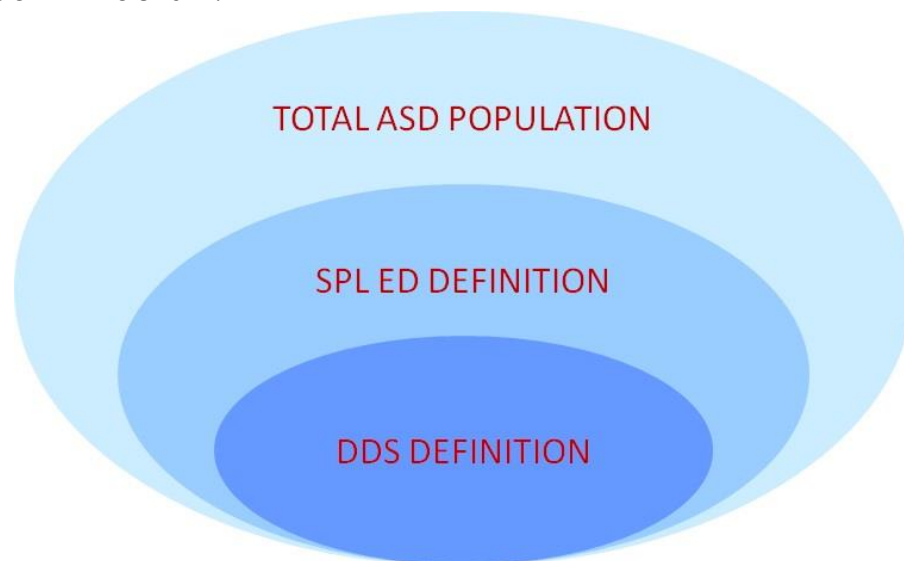 TOTAL ASD POPULATION
SPL ED DEFINITION
DDS DEFINITION